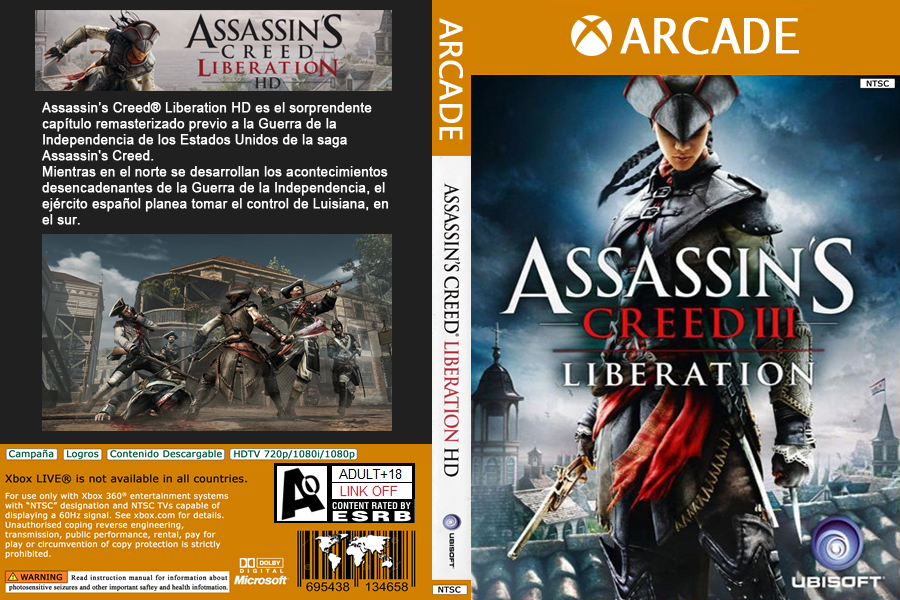 ASSASSIN'S
CREED
LIBERATION
HD
Assassin's Creed® Liberation HD es el sorprendente
capítulo remasterizado previo a la Guerra de la
Independencia de los Estados Unidos de la saga
Assassin's Creed.
Mientras en el norte se desarrollan los acontecimientos
desencadenantes de la Guerra de la Independencia, el
ejército español planea tomar el control de Luisiana, en
el sur.
Campaña Logros Contenido Descargable HDTV 720p/1080i/1080p
Xbox LIVE® is not available in all countries.
For use only with Xbox 360® entertainment systems
with "NTSC" designation and NTSC TVs capable of
displaying a 60Hz signal. See xbox.com for details.
Unauthorised coping reverse engineering,
transmission, public performance, rental, pay for
play or circumvention of copy protection is strictly
prohibited.
WARNING Read instruction manual for information about
photosensitive seizures and other important saftey and health infotmation.
AO
ADULT+18
LINK OFF
CONTENT RATED BY
ESRB
DOLBY
DIGITAL
Microsoft®
695438 134658
ARCADE
ASSASSIN'S CREED® LIBERATION HD
UBISOFT
NTSC
ARCADE
NTSC
ASSASSIN'S
CREED III
LIBERATION
UBISOFT